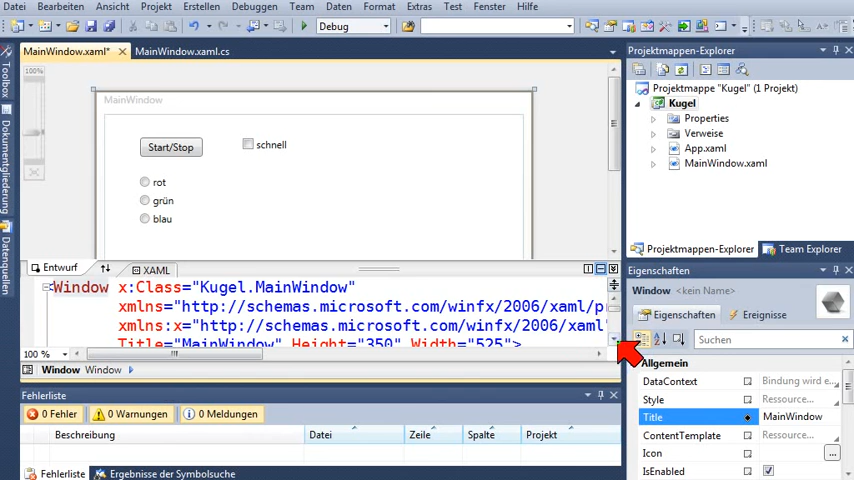 Datei Bearbeiten Ansicht Projekt Erstellen Debuggen Team Daten Format Extras Test Fenster Hilfe
Debug
MainWindow.xaml* MainWindow.xaml.cs
100%
MainWindow
Start/Stop
schnell
rot
grün
blau
Toolbox
Dokumentgliederung
Datenquellen
Entwurf XAML
Window x:Class="Kugel.MainWindow"
xmlns="http://schemas.microsoft.com/winfx/2006/xaml/pr
xmlns:x="http://schemas.microsoft.com/winfx/2006/xaml"
Title="MainWindow" Height="350" Width="525">
100 %
Window Window
Fehlerliste
0 Fehler 0 Warnungen 0 Meldungen
Beschreibung Datei Zeile Spalte Projekt
Fehlerliste Ergebnisse der Symbolsuche
Projektmappen-Explorer
Projektmappe "Kugel" (1 Projekt)
Kugel
Properties
Verweise
App.xaml
MainWindow.xaml
Projektmappen-Explorer Team Explorer
Eigenschaften
Window <kein Name>
Eigenschaften Ereignisse
Suchen
Allgemein
DataContext Bindung wird e
Style Ressource...
Title MainWindow
ContentTemplate Ressource...
Icon ...
IsEnabled